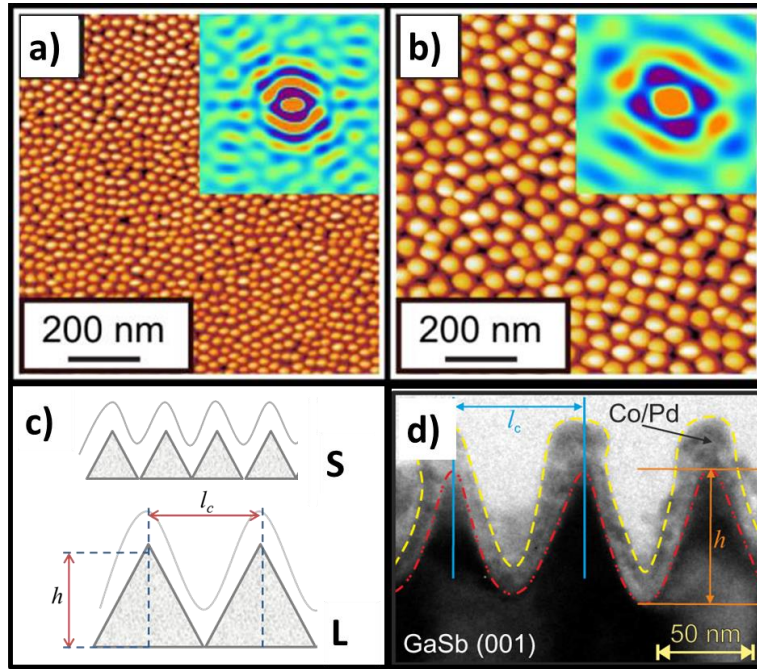 a)
200 nm
b)
200 nm
c)
S
l_c
h
L
d)
l_c
Co/Pd
h
GaSb (001)
50 nm